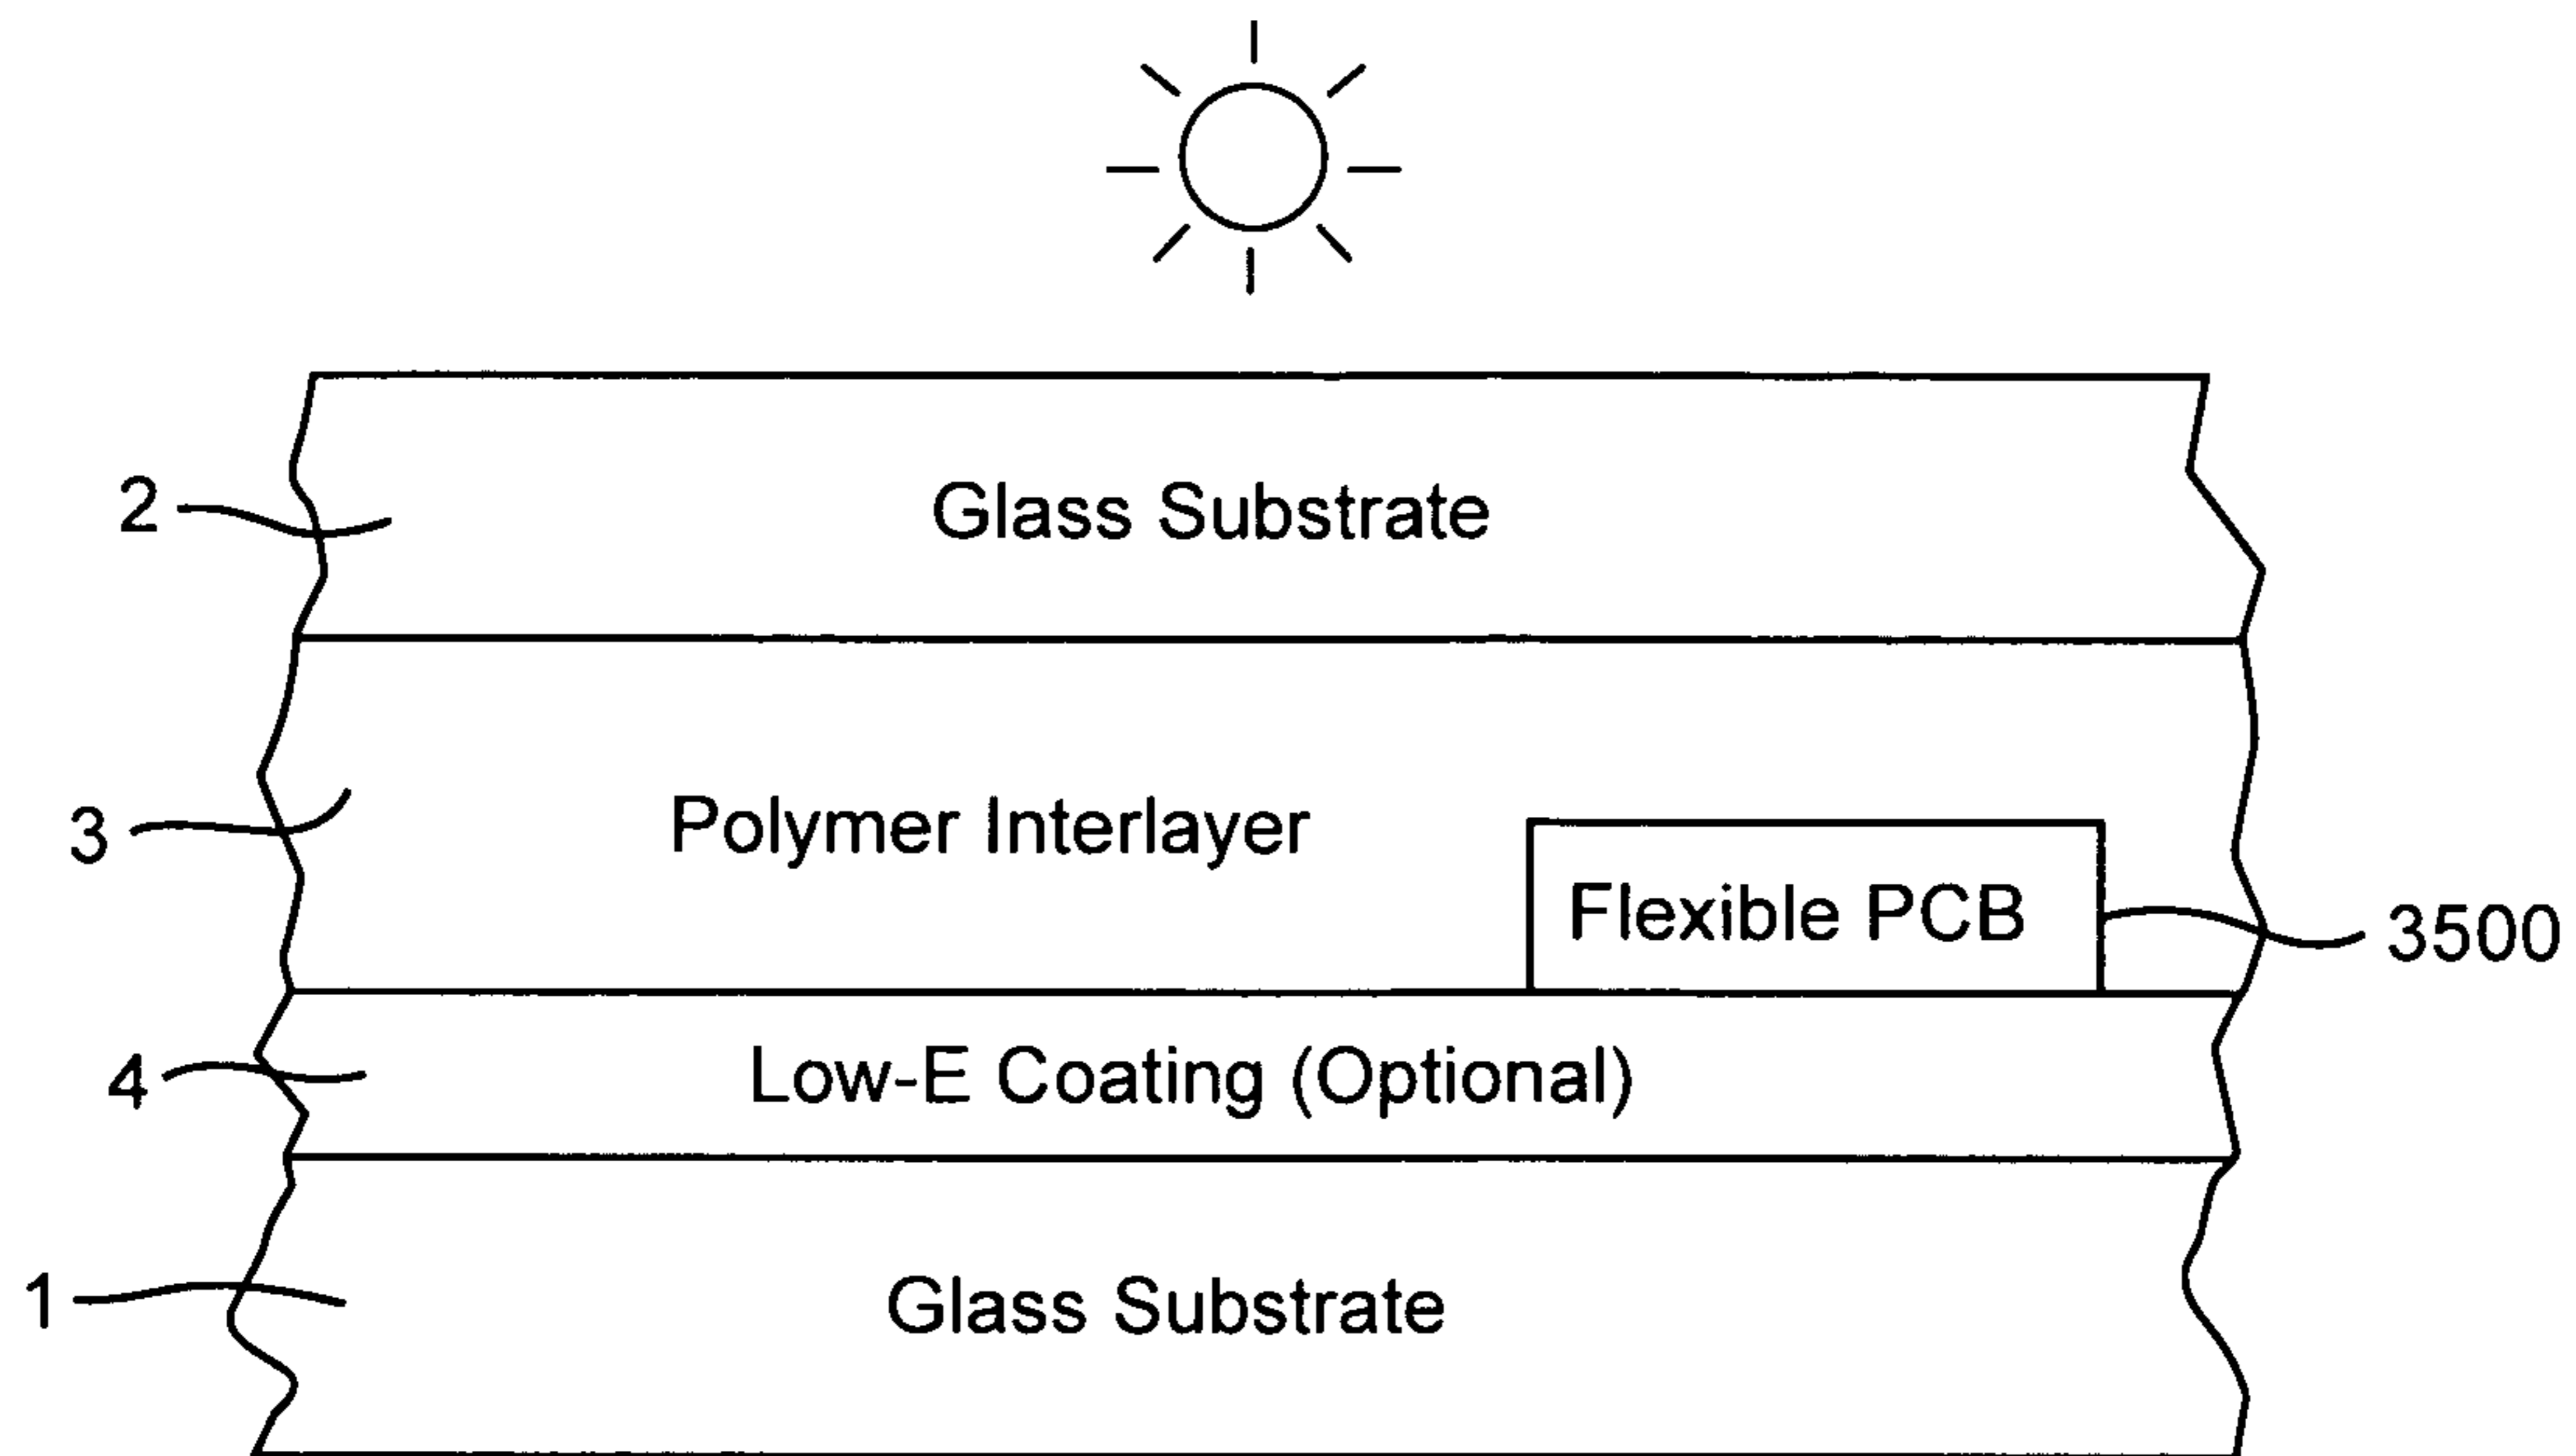 2
Glass Substrate
3
Polymer Interlayer
Flexible PCB
3500
4
Low-E Coating (Optional)
1
Glass Substrate